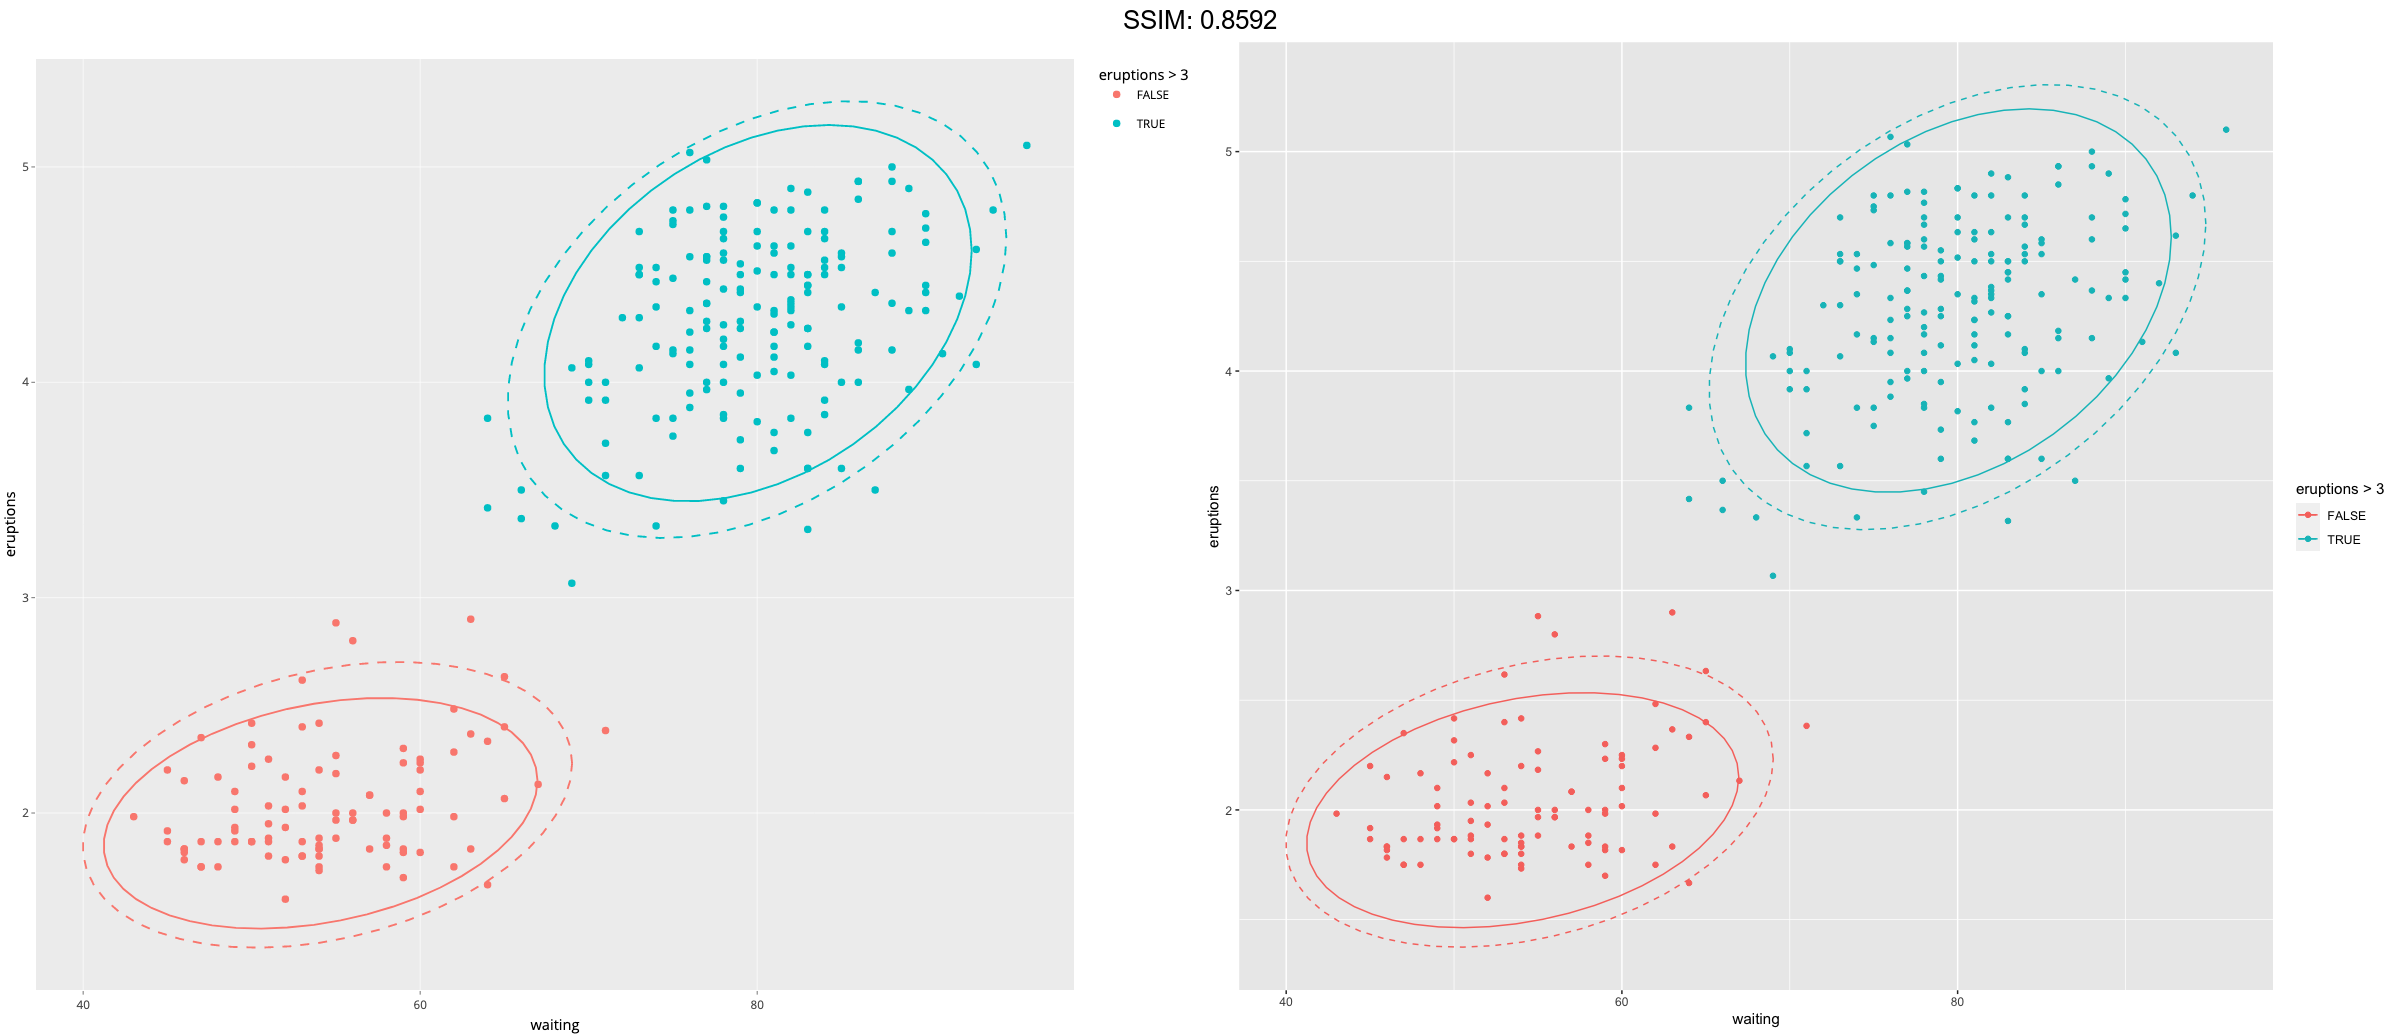 SSIM: 0.8592
eruptions > 3
FALSE
TRUE
5
4
3
2
eruptions
40 60 80
waiting
5
4
3
2
eruptions
40 60 80
waiting
eruptions > 3
FALSE
TRUE